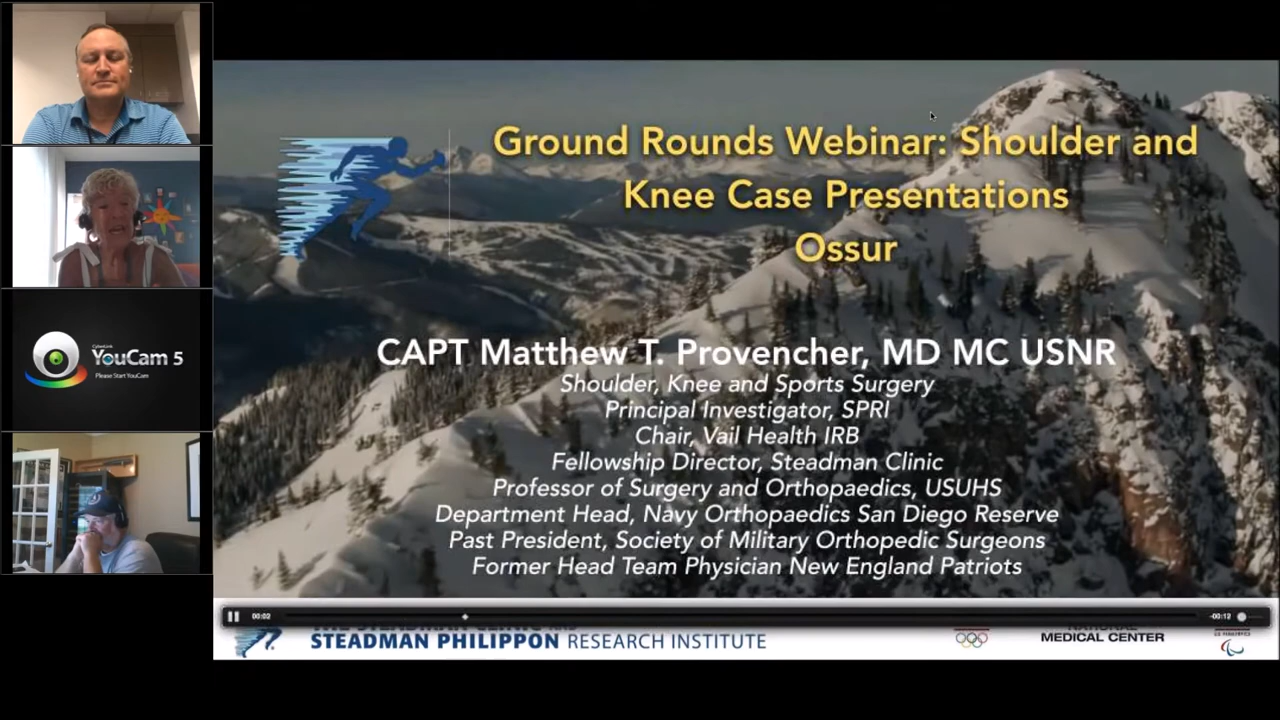 Ground Rounds Webinar: Shoulder and
Knee Case Presentations
Ossur
CAPT Matthew T. Provencher, MD MC USNR
Shoulder, Knee and Sports Surgery
Principal Investigator, SPRI
Chair, Vail Health IRB
Fellowship Director, Steadman Clinic
Professor of Surgery and Orthopaedics, USUHS
Department Head, Navy Orthopaedics San Diego Reserve
Past President, Society of Military Orthopedic Surgeons
Former Head Team Physician New England Patriots
CyberLink
YouCam 5
Please Start YouCam
00:02
-00:12
STEADMAN PHILIPPON RESEARCH INSTITUTE
MEDICAL CENTER